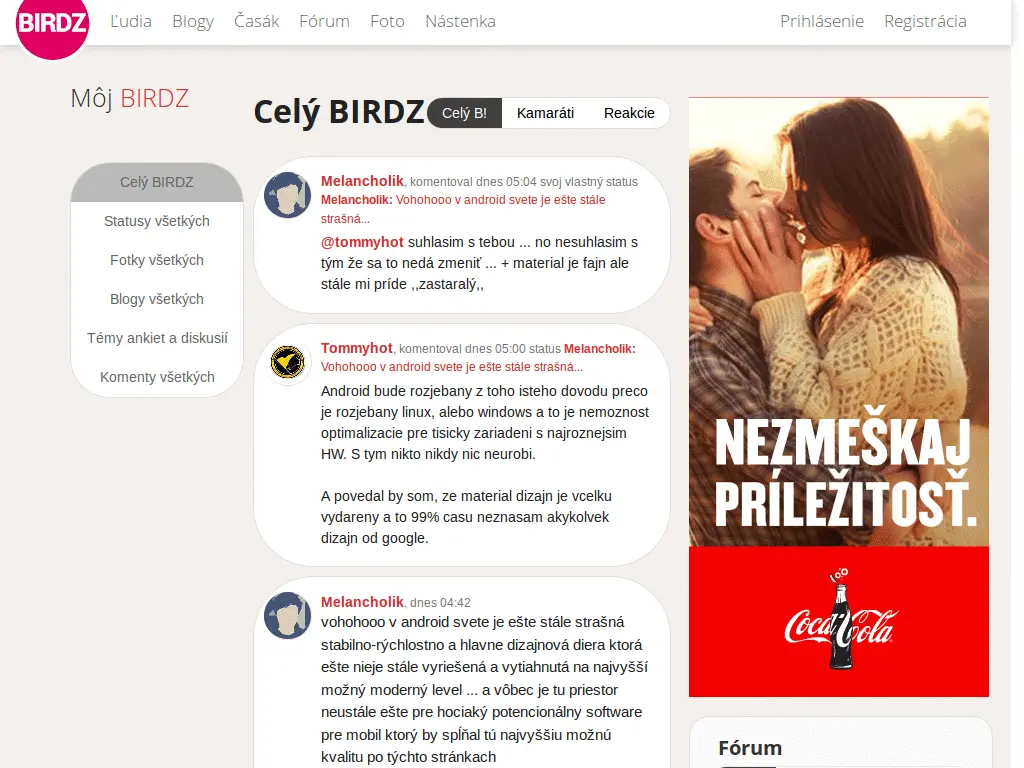 BIRDZ Ľudia Blogy Časák Fórum Foto Nástenka Prihlásenie Registrácia
Môj BIRDZ
Celý BIRDZ
Statusy všetkých
Fotky všetkých
Blogy všetkých
Témy ankiet a diskusií
Komenty všetkých
Celý BIRDZ Celý B! Kamaráti Reakcie
Melancholik, komentoval dnes 05:04 svoj vlastný status
Melancholik: Vohohooo v android svete je ešte stále
strašná...
@tommyhot suhlasim s tebou ... no nesuhlasim s
tým že sa to nedá zmeniť ... + material je fajn ale
stále mi príde ,,zastaralý,,
Tommyhot, komentoval dnes 05:00 status Melancholik:
Vohohooo v android svete je ešte stále strašná...
Android bude rozjebany z toho isteho dovodu preco
je rozjebany linux, alebo windows a to je nemoznost
optimalizacie pre tisicky zariadeni s najroznejsim
HW. S tym nikto nikdy nic neurobi.
A povedal by som, ze material dizajn je vcelku
vydareny a to 99% casu neznasam akykolvek
dizajn od google.
Melancholik, dnes 04:42
vohohooo v android svete je ešte stále strašná
stabilno-rýchlostno a hlavne dizajnová diera ktorá
ešte nieje stále vyriešená a vytiahnutá na najvyšší
možný moderný level ... a vôbec je tu priestor
neustále ešte pre hociaký potencionálny software
pre mobil ktorý by spĺňal tú najvyššiu možnú
kvalitu po týchto stránkach
NEZMEŠKAJ
PRÍLEŽITOSŤ.
Coca-Cola
Fórum